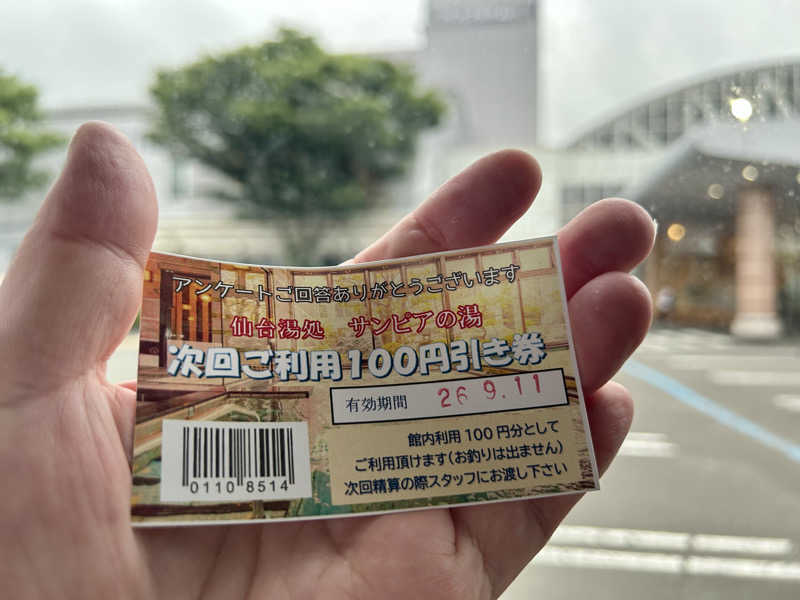 アンケートご回答ありがとうございます
仙台湯処 サンピアの湯
次回ご利用100円引き券
有効期間 26 9.11
館内利用100円分として
ご利用頂けます(お釣りは出ません)
次回精算の際スタッフにお渡し下さい
0110 8514